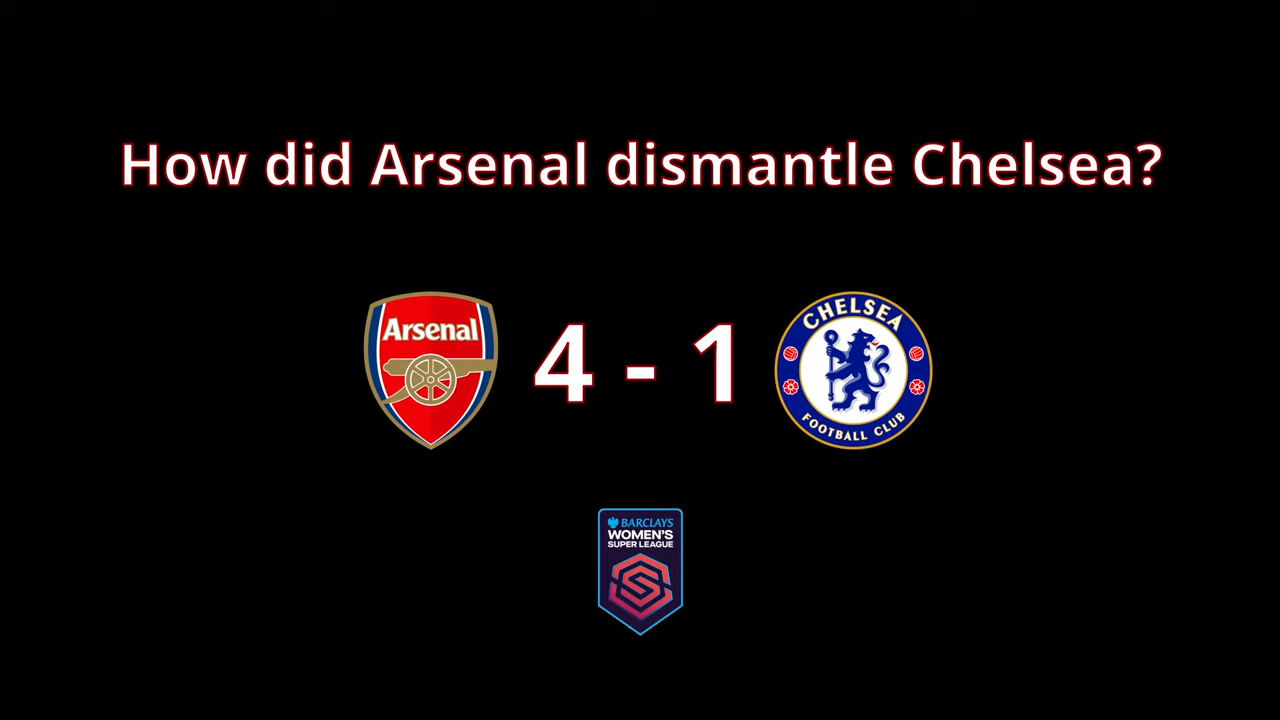 How did Arsenal dismantle Chelsea?
Arsenal
4 - 1
CHELSEA
FOOTBALL CLUB
BARCLAYS
WOMEN'S
SUPER LEAGUE